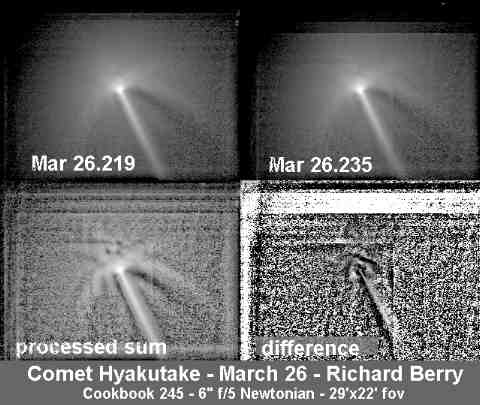 Mar 26.219
Mar 26.235
processed sum
difference
Comet Hyakutake - March 26 - Richard Berry
Cookbook 245 - 6" f/5 Newtonian - 29'x22' fov